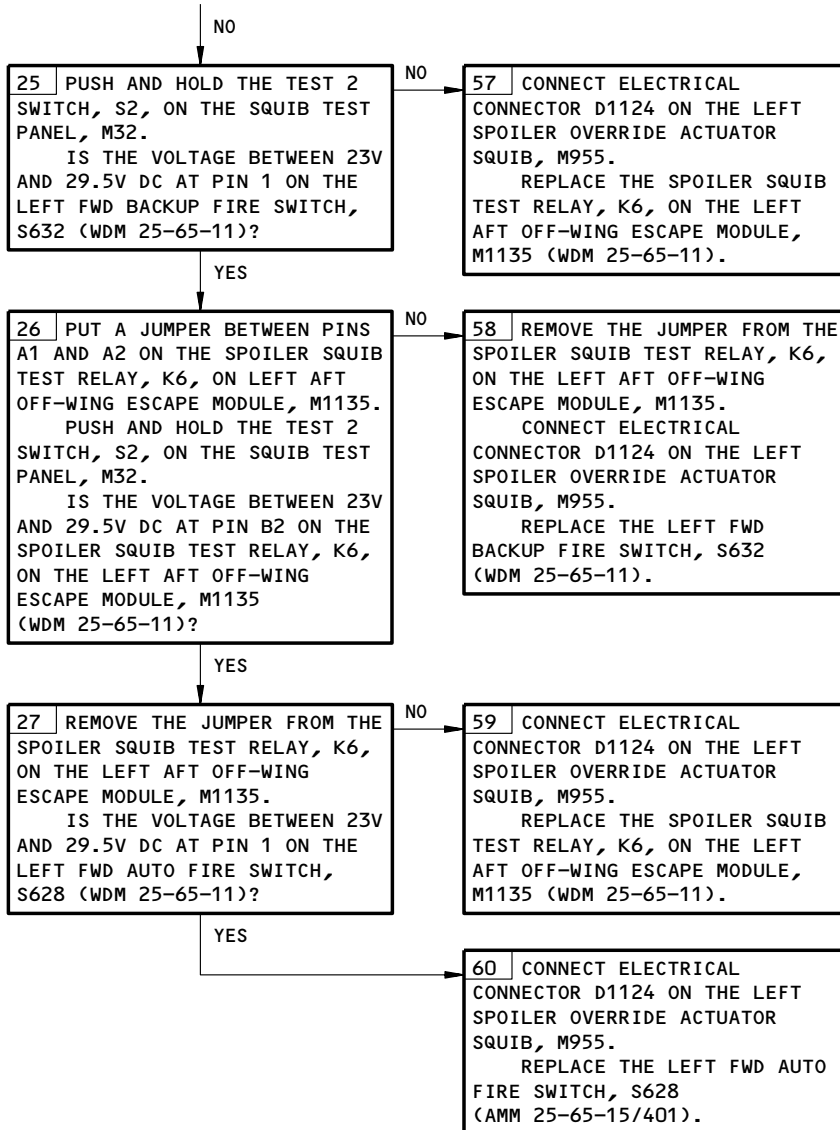 NO
25 PUSH AND HOLD THE TEST 2
SWITCH, S2, ON THE SQUIB TEST
PANEL, M32.
IS THE VOLTAGE BETWEEN 23V
AND 29.5V DC AT PIN 1 ON THE
LEFT FWD BACKUP FIRE SWITCH,
S632 (WDM 25-65-11)?
NO
57 CONNECT ELECTRICAL
CONNECTOR D1124 ON THE LEFT
SPOILER OVERRIDE ACTUATOR
SQUIB, M955.
REPLACE THE SPOILER SQUIB
TEST RELAY, K6, ON THE LEFT
AFT OFF-WING ESCAPE MODULE,
M1135 (WDM 25-65-11).
YES
26 PUT A JUMPER BETWEEN PINS
A1 AND A2 ON THE SPOILER SQUIB
TEST RELAY, K6, ON LEFT AFT
OFF-WING ESCAPE MODULE, M1135.
PUSH AND HOLD THE TEST 2
SWITCH, S2, ON THE SQUIB TEST
PANEL, M32.
IS THE VOLTAGE BETWEEN 23V
AND 29.5V DC AT PIN B2 ON THE
SPOILER SQUIB TEST RELAY, K6,
ON THE LEFT AFT OFF-WING
ESCAPE MODULE, M1135
(WDM 25-65-11)?
NO
58 REMOVE THE JUMPER FROM THE
SPOILER SQUIB TEST RELAY, K6,
ON THE LEFT AFT OFF-WING
ESCAPE MODULE, M1135.
CONNECT ELECTRICAL
CONNECTOR D1124 ON THE LEFT
SPOILER OVERRIDE ACTUATOR
SQUIB, M955.
REPLACE THE LEFT FWD
BACKUP FIRE SWITCH, S632
(WDM 25-65-11).
YES
27 REMOVE THE JUMPER FROM THE
SPOILER SQUIB TEST RELAY, K6,
ON THE LEFT AFT OFF-WING
ESCAPE MODULE, M1135.
IS THE VOLTAGE BETWEEN 23V
AND 29.5V DC AT PIN 1 ON THE
LEFT FWD AUTO FIRE SWITCH,
S628 (WDM 25-65-11)?
NO
59 CONNECT ELECTRICAL
CONNECTOR D1124 ON THE LEFT
SPOILER OVERRIDE ACTUATOR
SQUIB, M955.
REPLACE THE SPOILER SQUIB
TEST RELAY, K6, ON THE LEFT
AFT OFF-WING ESCAPE MODULE,
M1135 (WDM 25-65-11).
YES
60 CONNECT ELECTRICAL
CONNECTOR D1124 ON THE LEFT
SPOILER OVERRIDE ACTUATOR
SQUIB, M955.
REPLACE THE LEFT FWD AUTO
FIRE SWITCH, S628
(AMM 25-65-15/401).